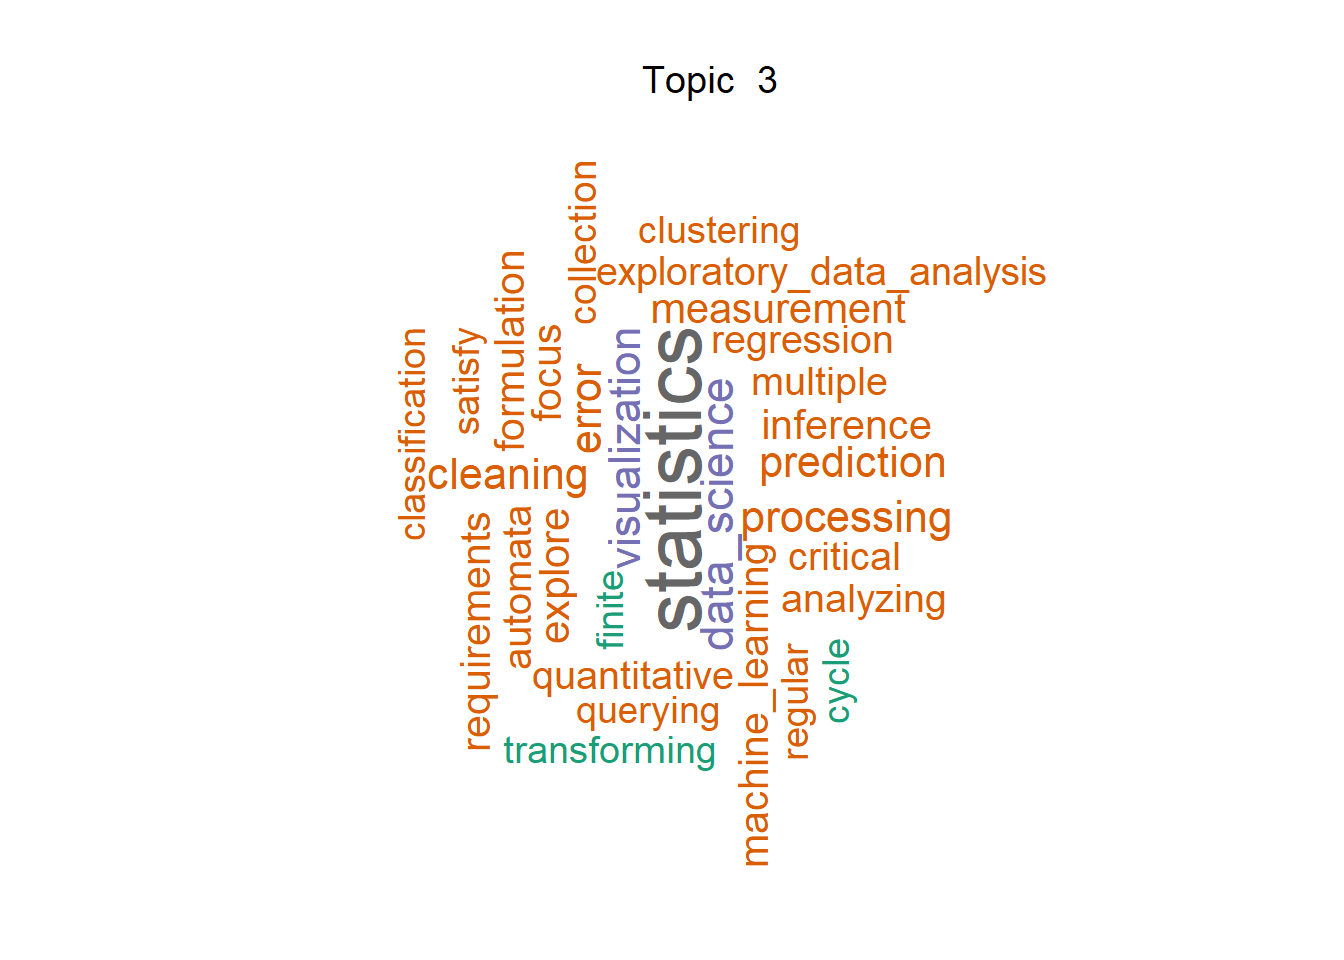 Topic 3
collection
clustering
exploratory_data_analysis
measurement
formulation
focus
satisfy
classification
error
visualization
statistics
data_science
regression
multiple
inference
prediction
cleaning
processing
critical
analyzing
requirements
automata
explore
finite
machine_learning
regular
cycle
quantitative
querying
transforming